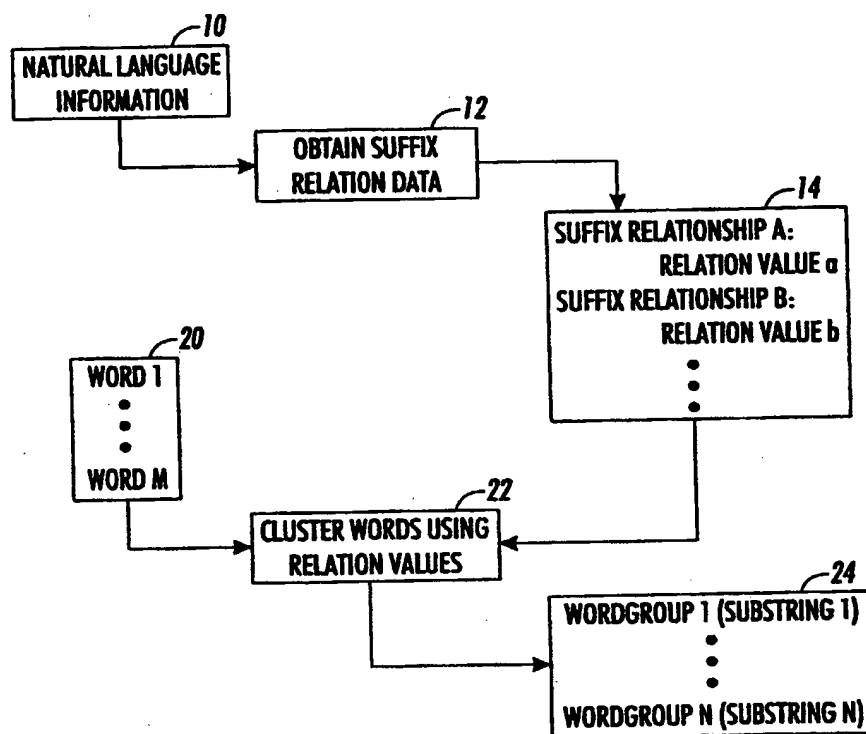 10
NATURAL LANGUAGE
INFORMATION
12
OBTAIN SUFFIX
RELATION DATA
14
SUFFIX RELATIONSHIP A:
RELATION VALUE a
SUFFIX RELATIONSHIP B:
RELATION VALUE b
20
WORD 1
WORD M
22
CLUSTER WORDS USING
RELATION VALUES
24
WORDGROUP 1 (SUBSTRING 1)
WORDGROUP N (SUBSTRING N)